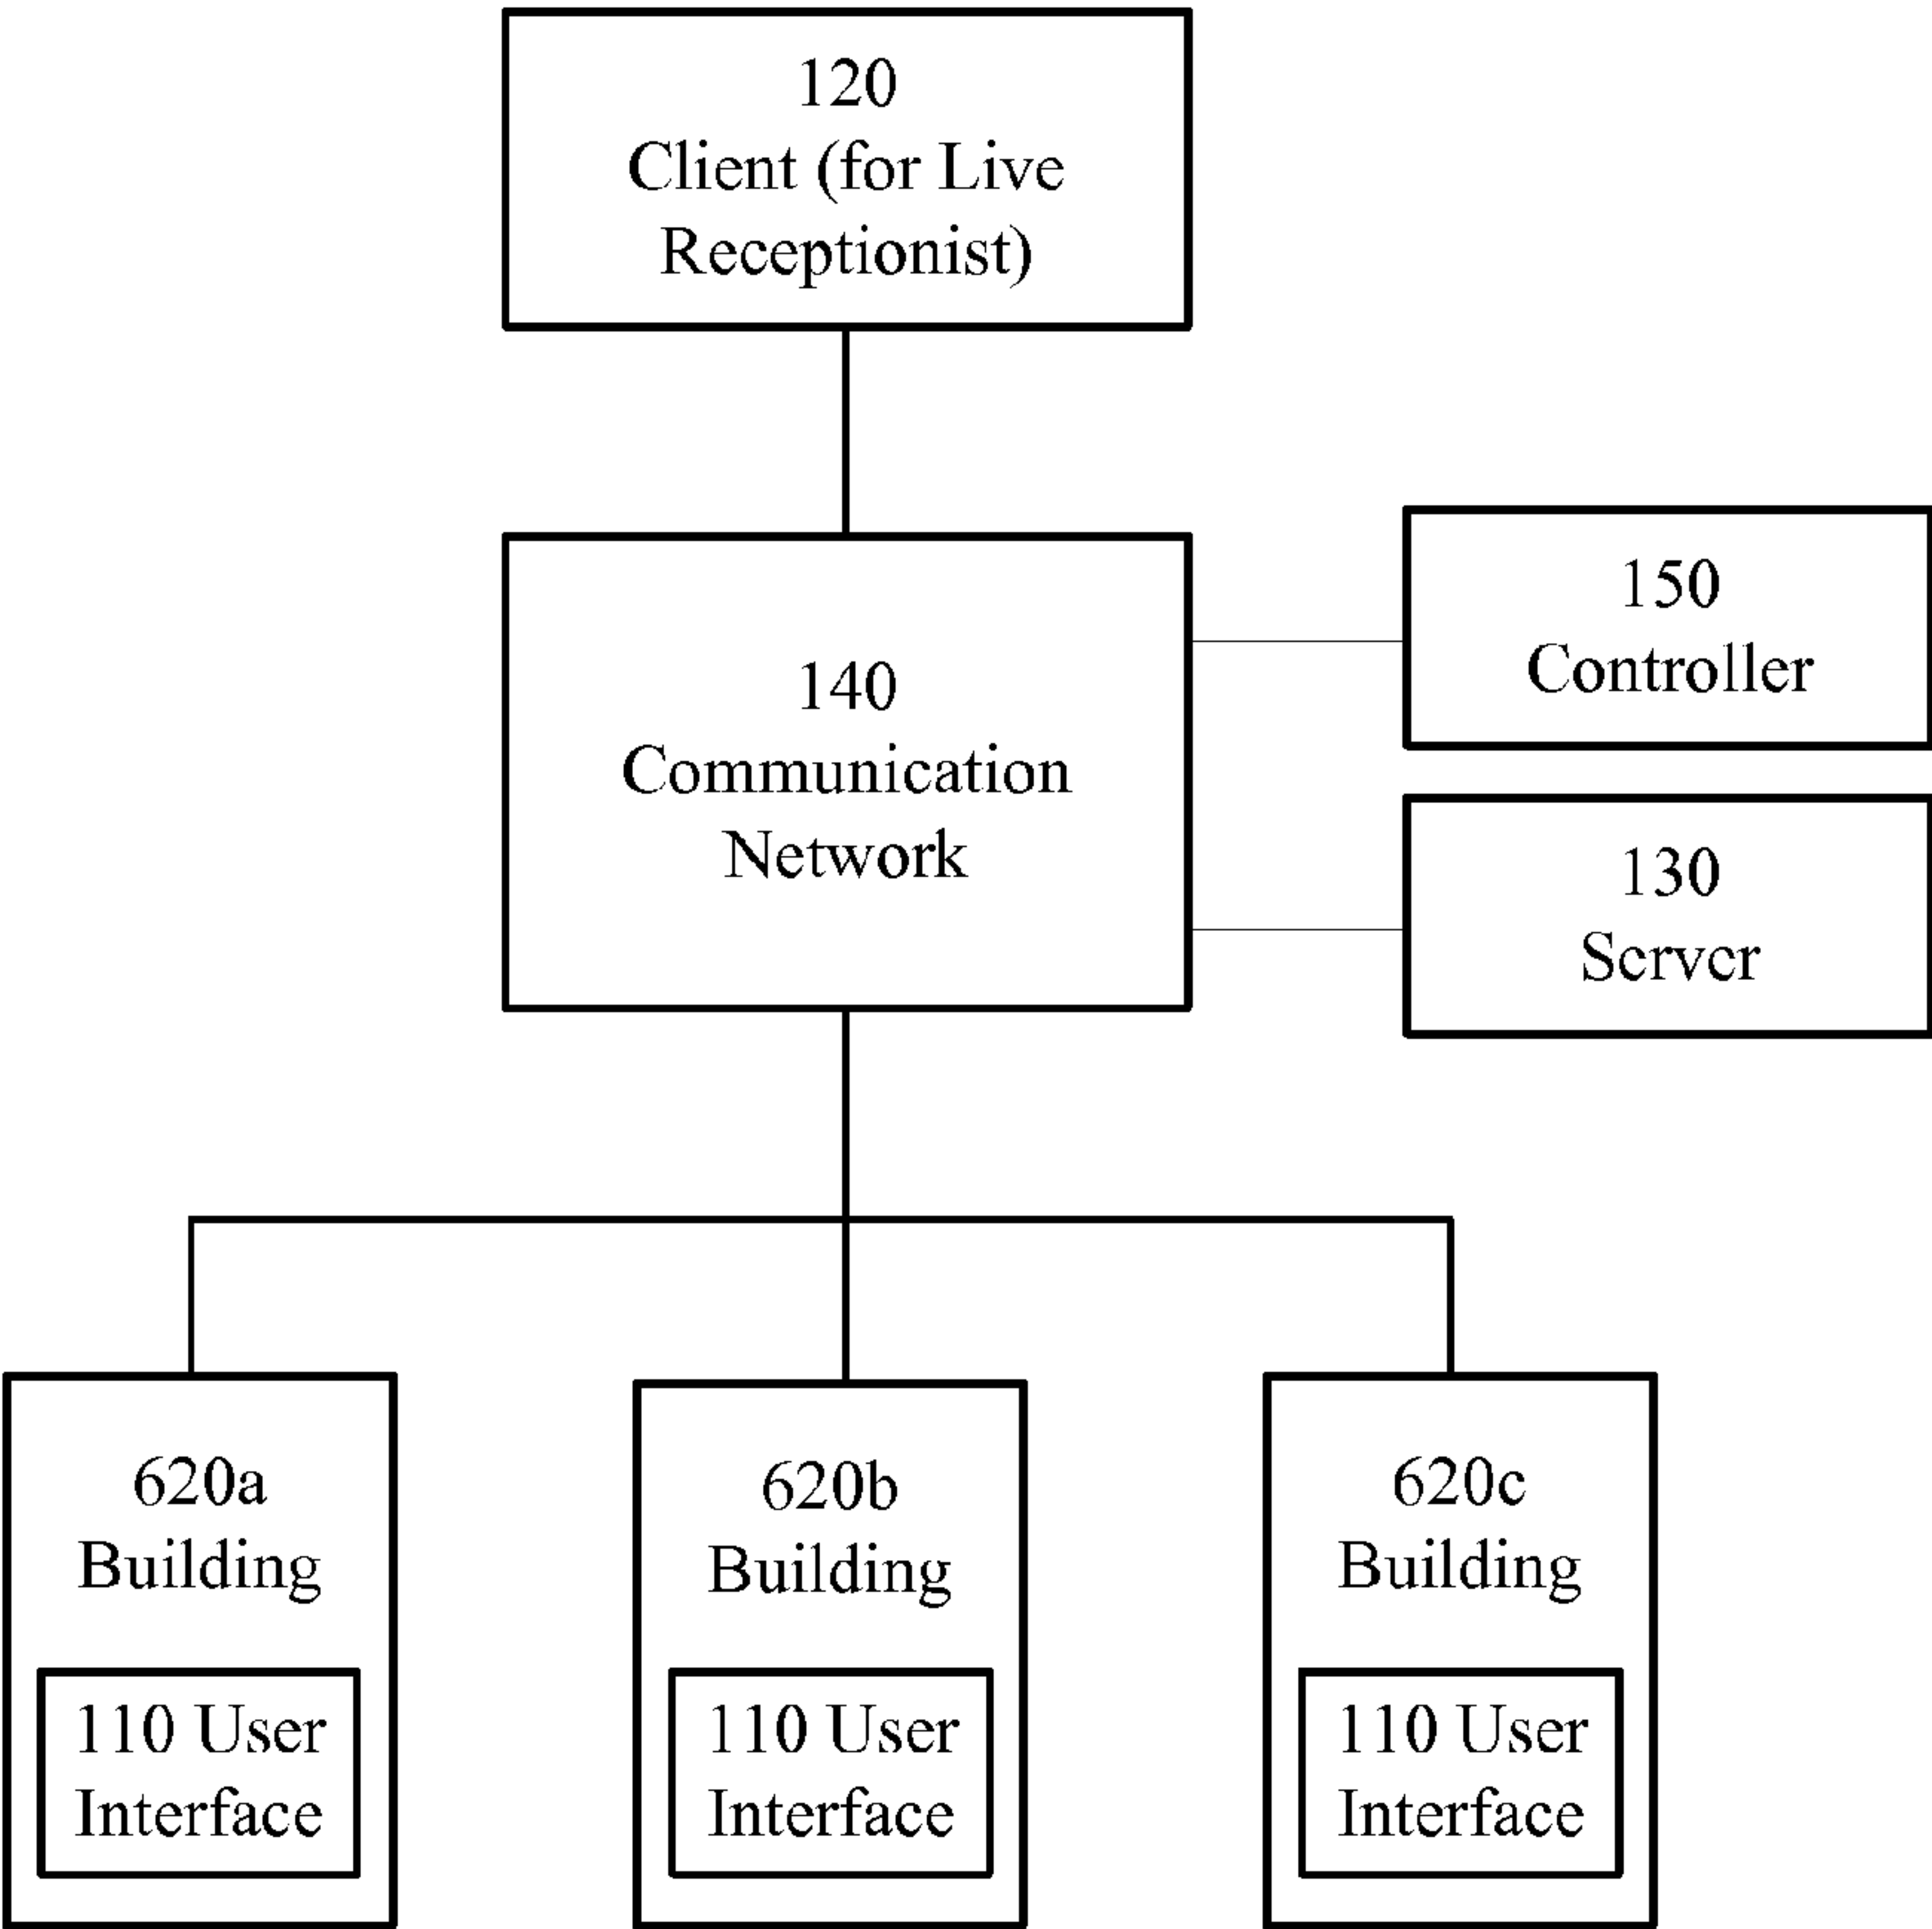 120
Client (for Live
Receptionist)
140
Communication
Network
150
Controller
130
Server
620a
Building
110 User
Interface
620b
Building
110 User
Interface
620c
Building
110 User
Interface